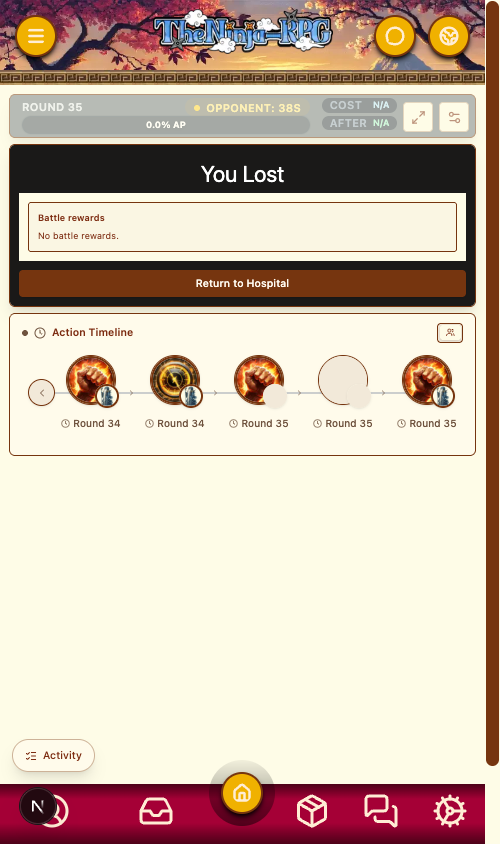 TheNinja-RPG
ROUND 35
OPPONENT: 38S
0.0% AP
COST N/A
AFTER N/A
You Lost
Battle rewards
No battle rewards.
Return to Hospital
Action Timeline
Round 34
Round 34
Round 35
Round 35
Round 35
Activity
N